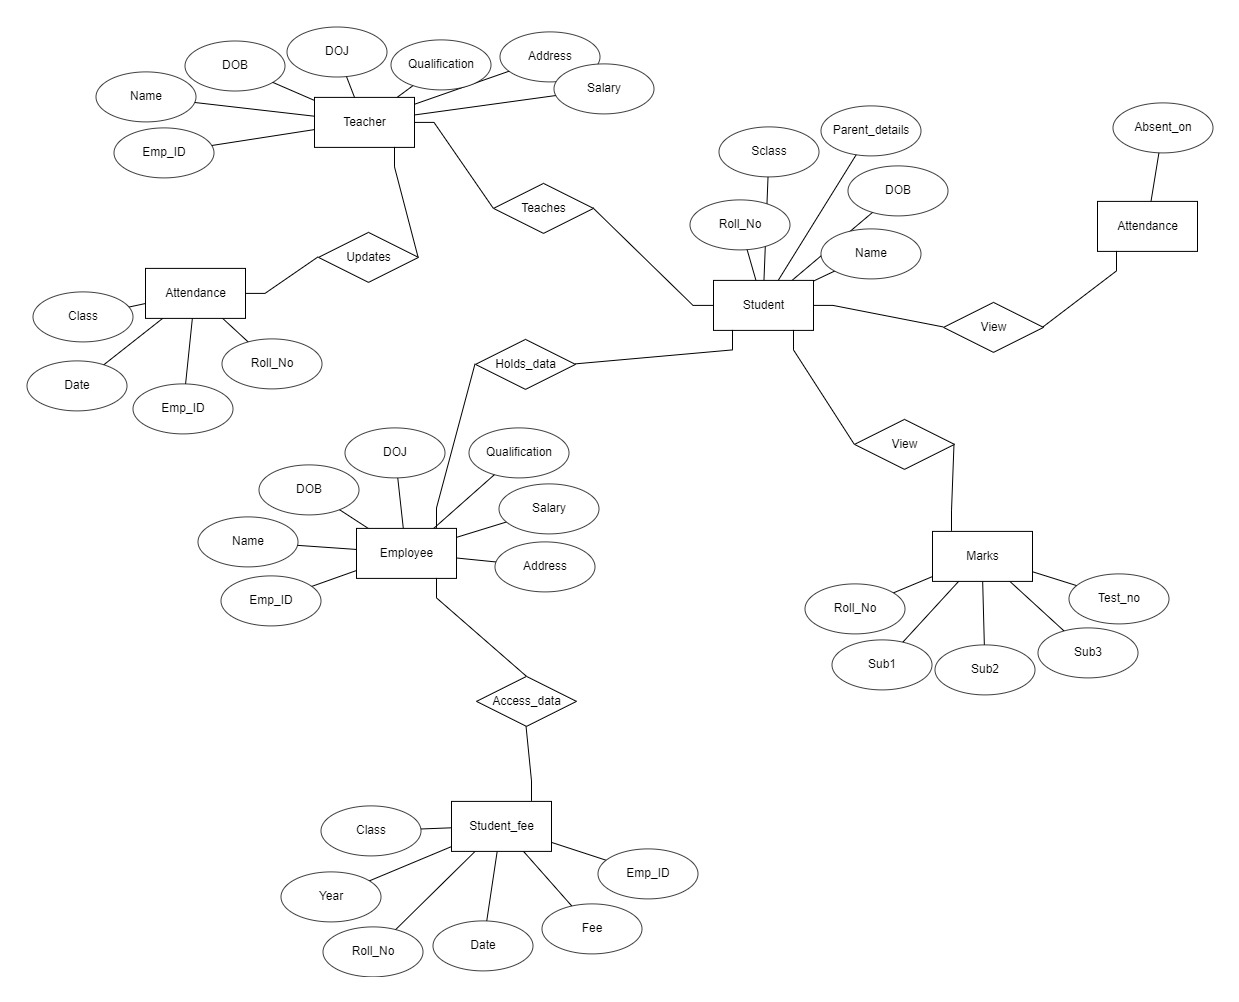 DOJ
DOB
Qualification
Address
Salary
Name
Teacher
Emp_ID
Teaches
Updates
Attendance
Class
Date
Emp_ID
Roll_No
Parent_details
Sclass
DOB
Roll_No
Name
Student
Absent_on
Attendance
View
Holds_data
View
DOJ
Qualification
DOB
Salary
Name
Employee
Address
Emp_ID
Marks
Roll_No
Test_no
Sub1
Sub2
Sub3
Access_data
Student_fee
Class
Emp_ID
Year
Fee
Roll_No
Date